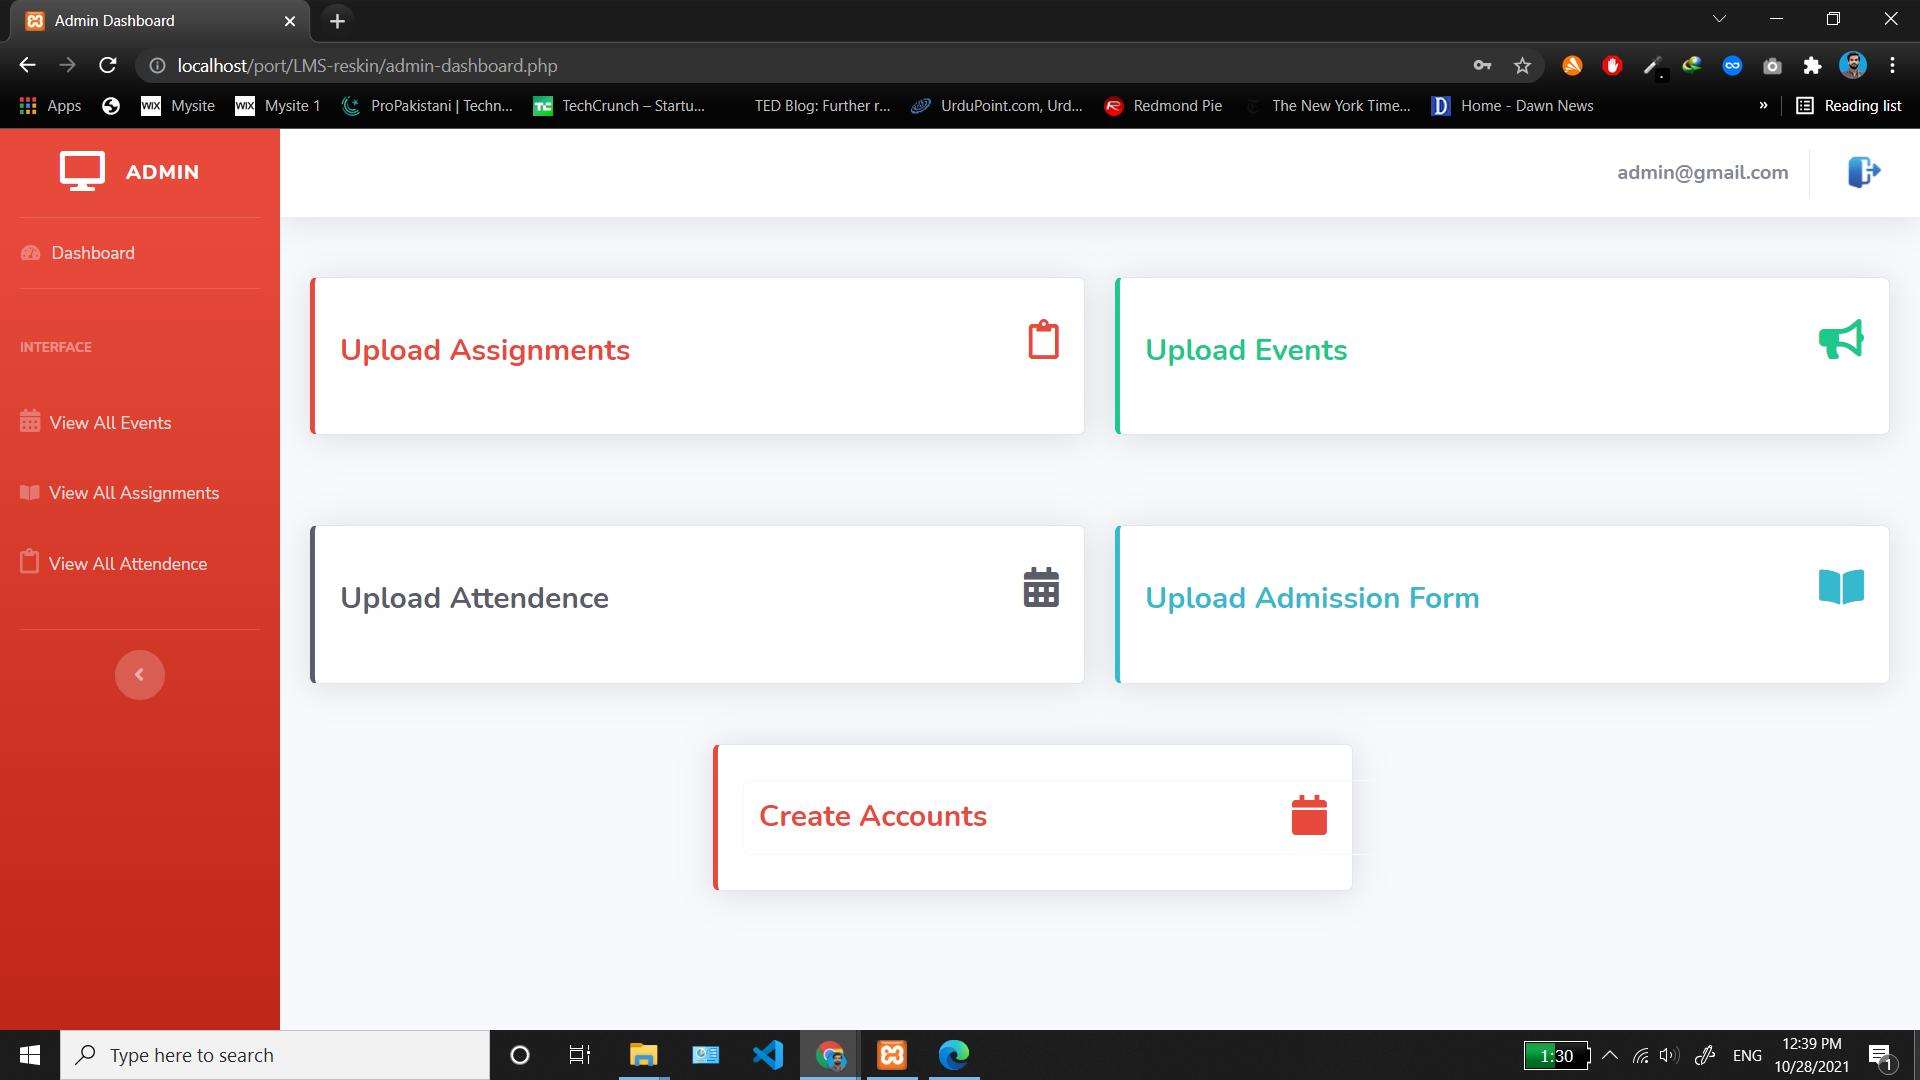 Admin Dashboard
localhost/port/LMS-reskin/admin-dashboard.php
Apps
WIX Mysite
WIX Mysite 1
ProPakistani | Techn...
TC TechCrunch – Startu...
TED Blog: Further r...
UrduPoint.com, Urd...
Redmond Pie
The New York Time...
D Home - Dawn News
»
Reading list
ADMIN
admin@gmail.com
Dashboard
INTERFACE
View All Events
View All Assignments
View All Attendence
Upload Assignments
Upload Events
Upload Attendence
Upload Admission Form
Create Accounts
Type here to search
1:30
ENG
12:39 PM
10/28/2021
1